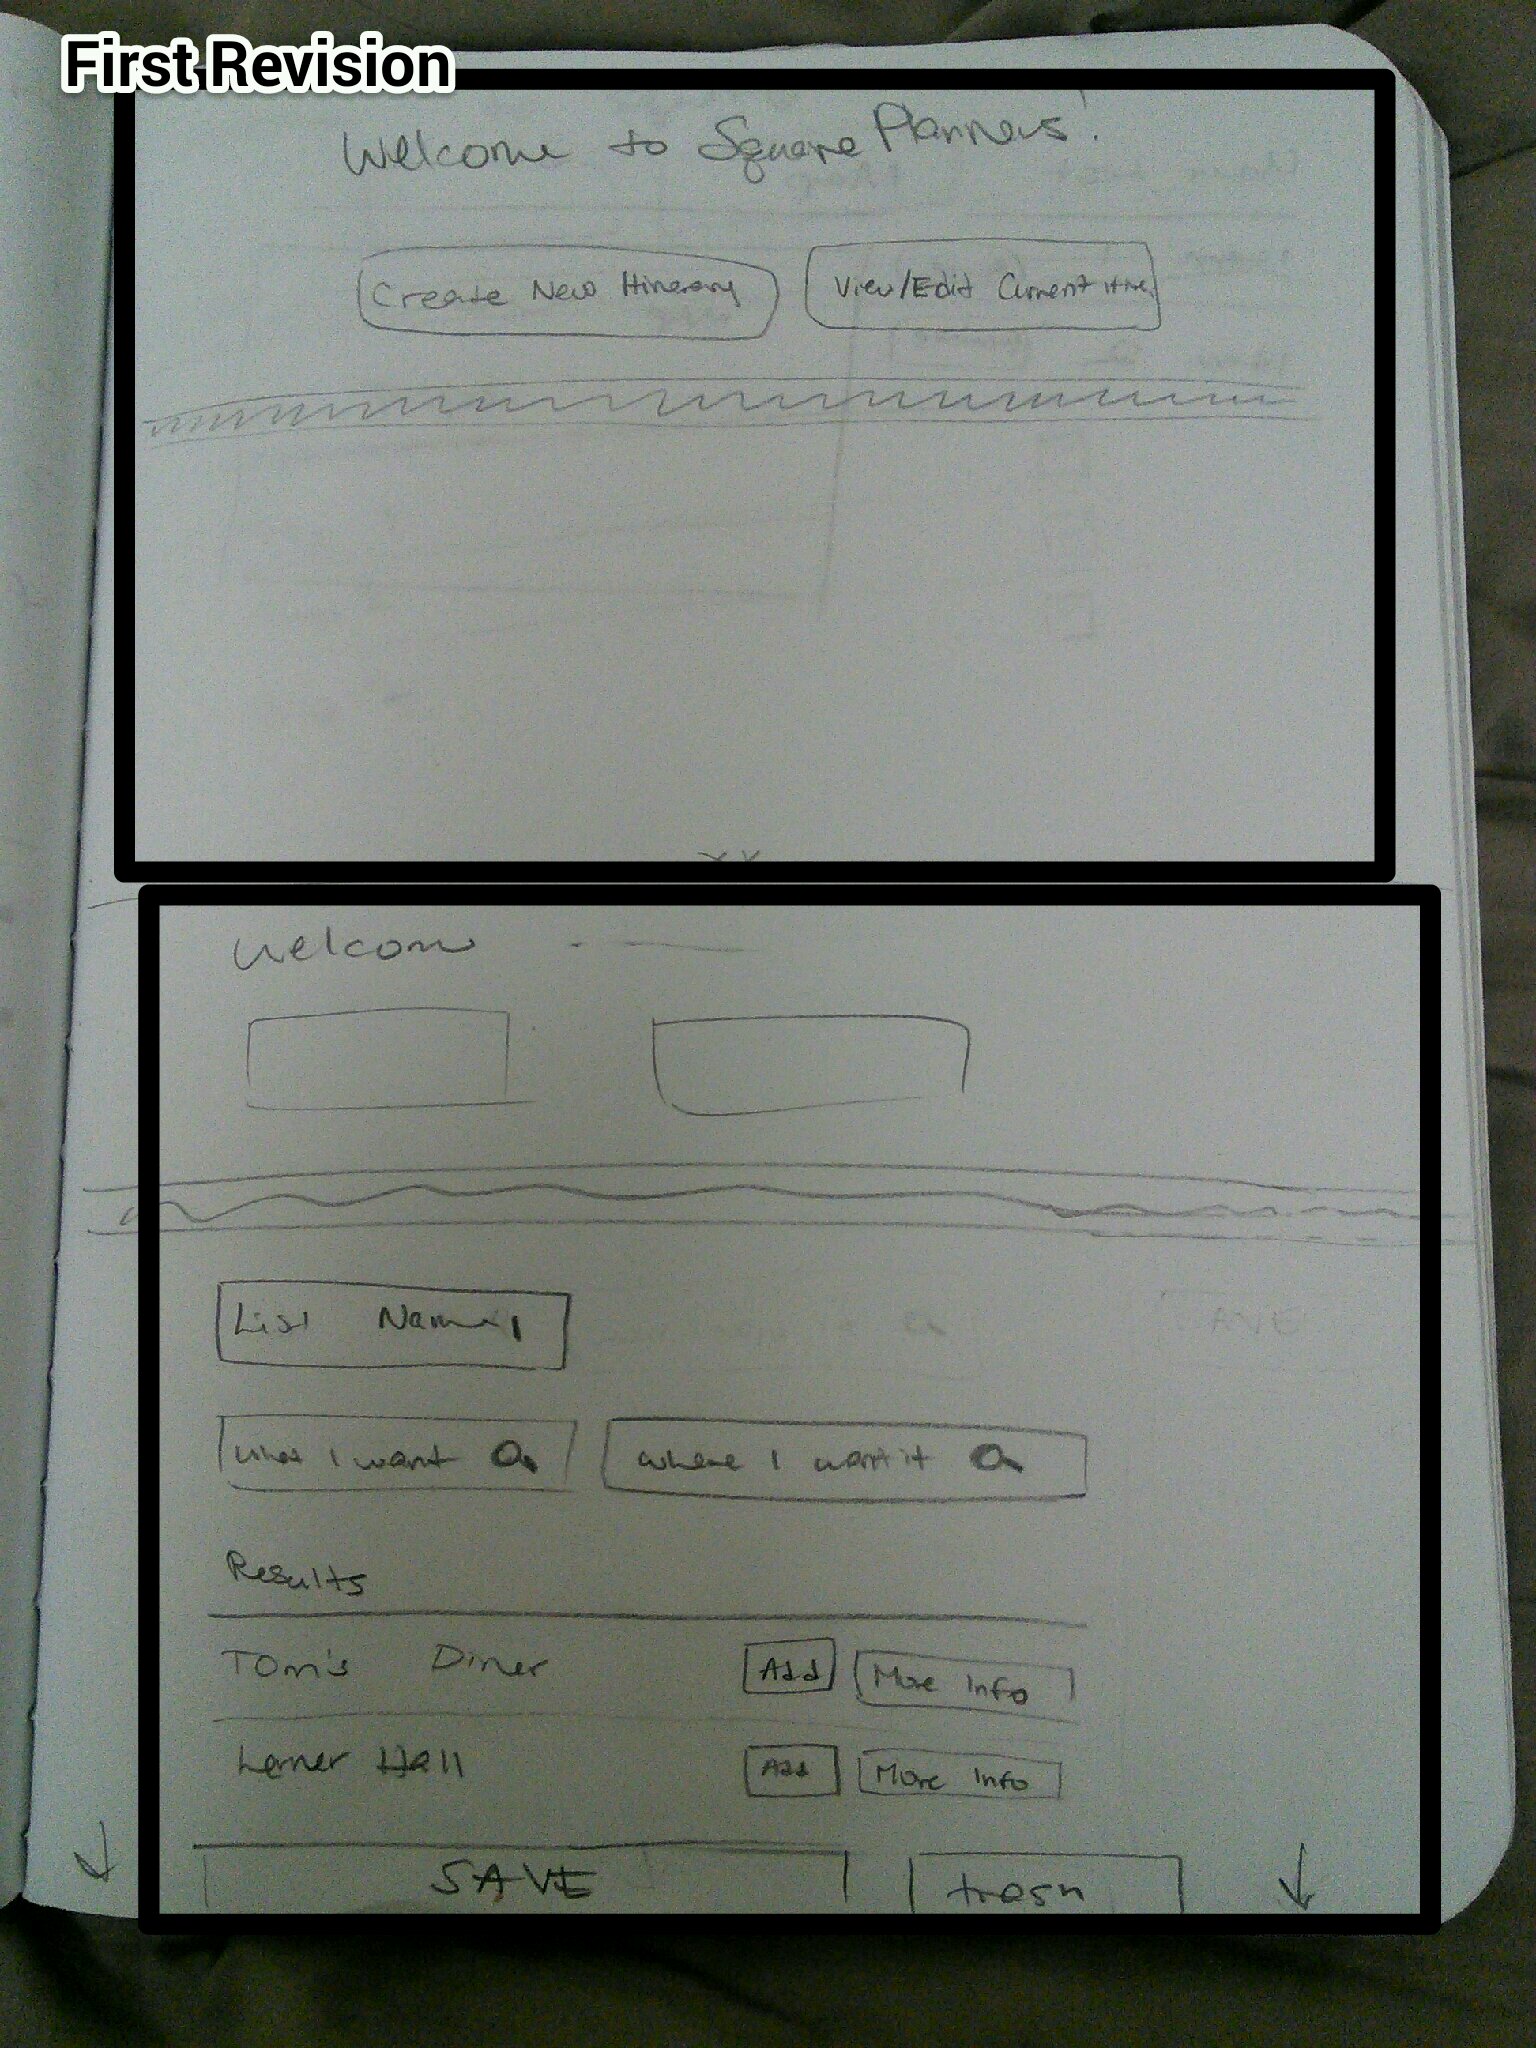 First Revision
Welcome to Square Planners!
Create New Itinerary View/Edit Current itine.
Welcom
List Name
What I want Where I want it
Results
Tom's Diner Add More Info
Lerner Hall Add More Info
SAVE trash